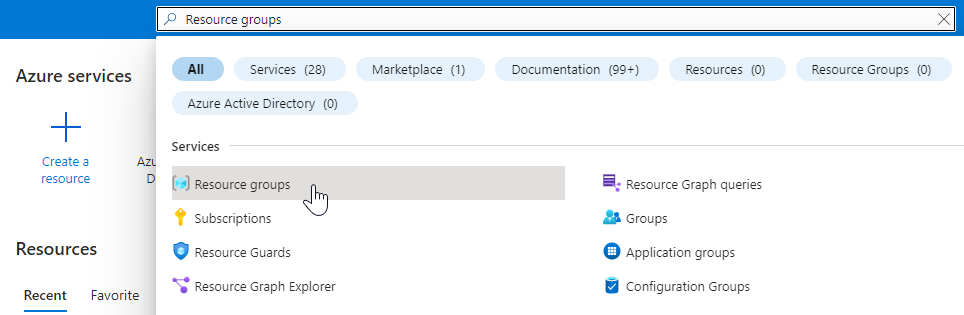 Resource groups
All Services (28) Marketplace (1) Documentation (99+) Resources (0) Resource Groups (0)
Azure Active Directory (0)
Azure services
Create a
resource
Azu
D
Services
Resource groups
Resource Graph queries
Subscriptions
Groups
Resource Guards
Application groups
Resource Graph Explorer
Configuration Groups
Resources
Recent Favorite